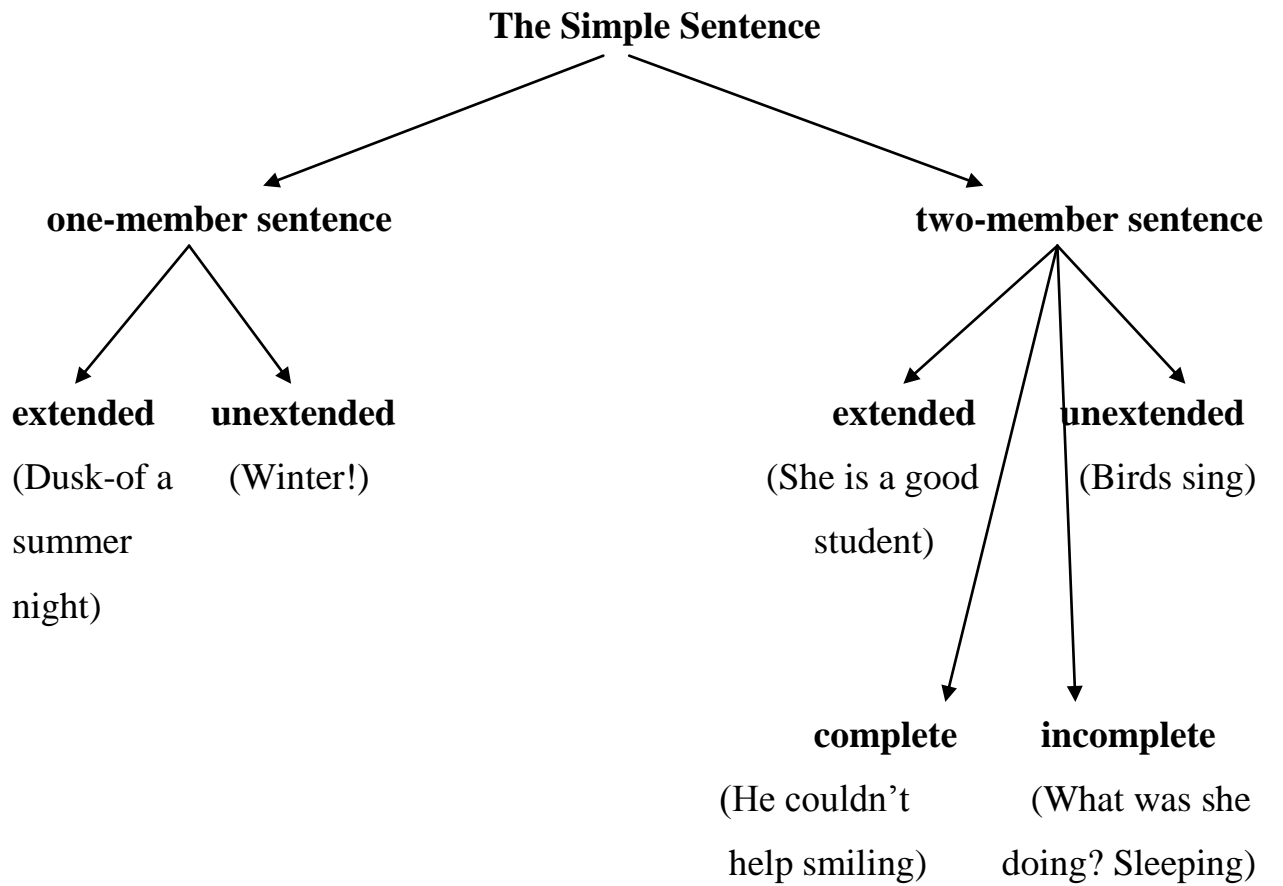 The Simple Sentence
one-member sentence
two-member sentence
extended
unextended
extended
unextended
(Dusk-of a
summer
night)
(Winter!)
(She is a good
student)
(Birds sing)
complete
incomplete
(He couldn’t
help smiling)
(What was she
doing? Sleeping)